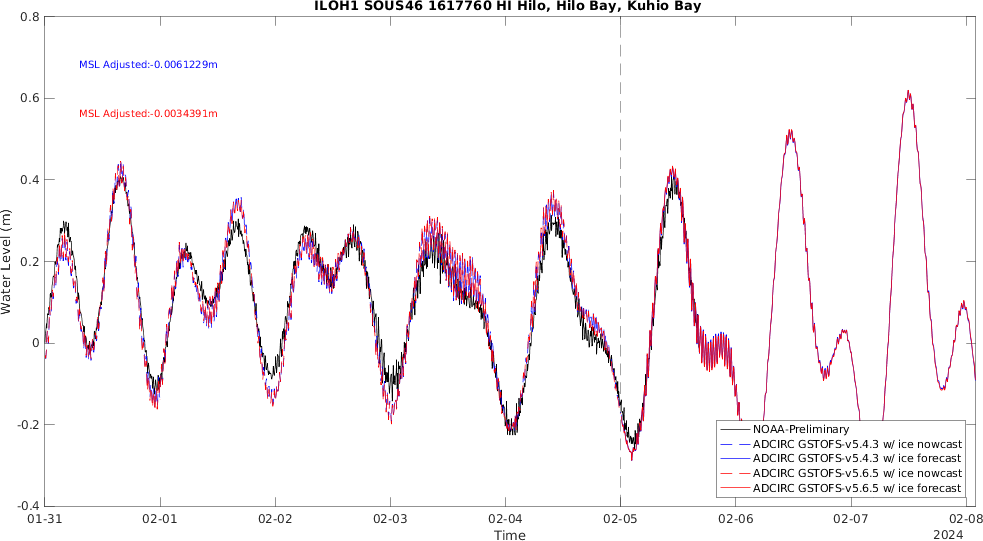 ILOH1 SOUS46 1617760 HI Hilo, Hilo Bay, Kuhio Bay
0.8
MSL Adjusted:-0.0061229m
0.6
MSL Adjusted:-0.0034391m
0.4
0.2
0
-0.2
-0.4
Water Level (m)
NOAA-Preliminary
ADCIRC GSTOFS-v5.4.3 w/ ice nowcast
ADCIRC GSTOFS-v5.4.3 w/ ice forecast
ADCIRC GSTOFS-v5.6.5 w/ ice nowcast
ADCIRC GSTOFS-v5.6.5 w/ ice forecast
01-31 02-01 02-02 02-03 02-04 02-05 02-06 02-07 02-08
Time
2024